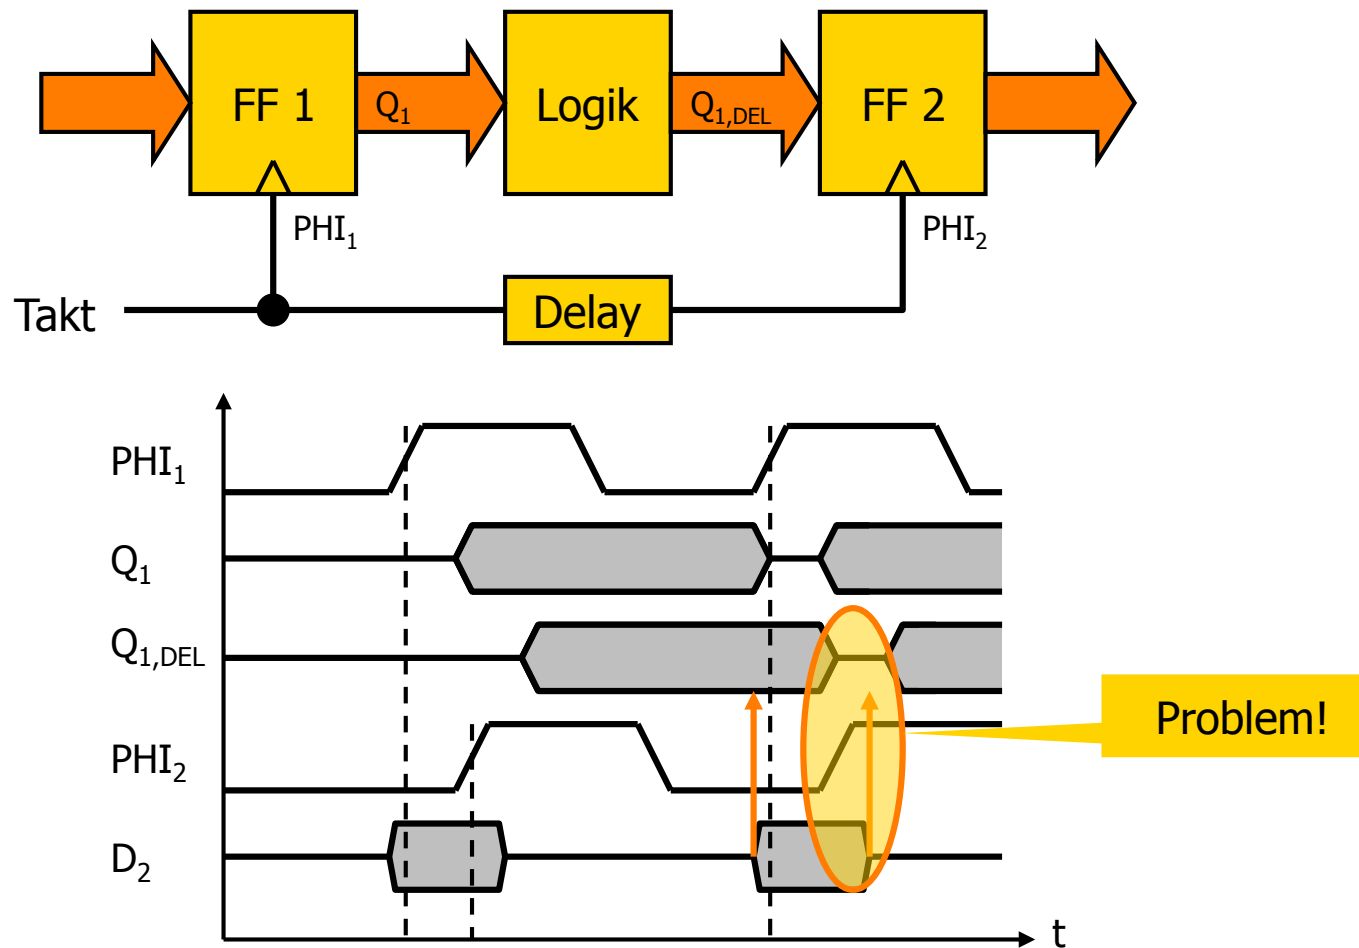 FF 1
Q1
Logik
Q1,DEL
FF 2
PHI1
PHI2
Takt
Delay
PHI1
Q1
Q1,DEL
Problem!
PHI2
D2
t